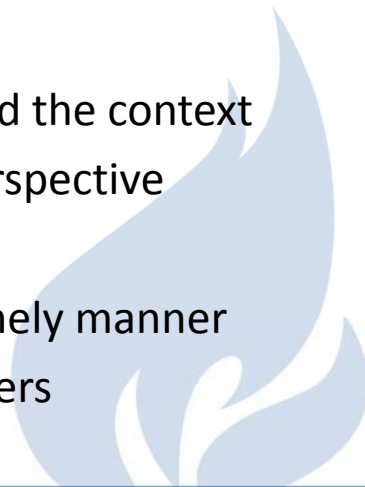 d the context
rspective
nely manner
ers